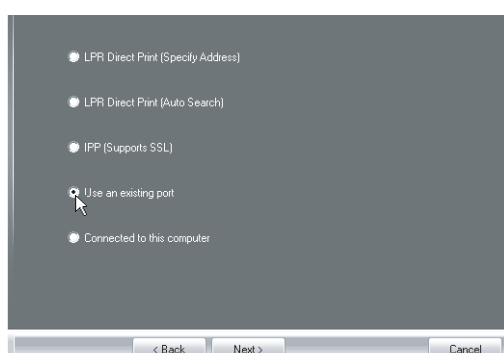 LPR Direct Print (Specify Address)
LPR Direct Print (Auto Search)
IPP (Supports SSL)
Use an existing port
Connected to this computer
< Back Next > Cancel